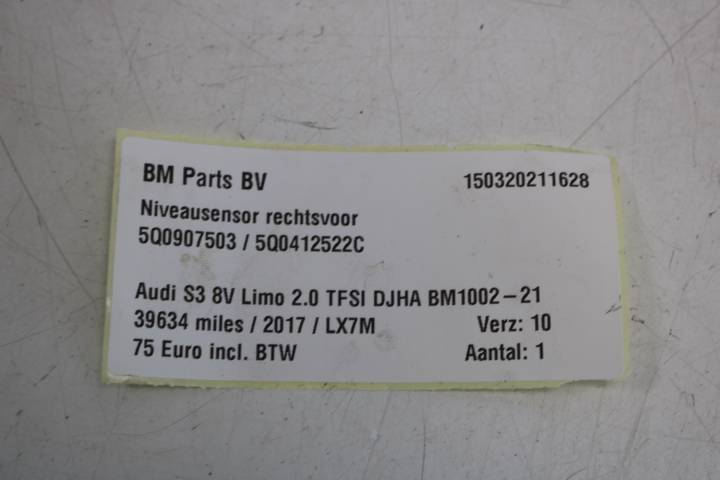 BM Parts BV 150320211628
Niveausensor rechtsvoor
5Q0907503 / 5Q0412522C
Audi S3 8V Limo 2.0 TFSI DJHA BM1002-21
39634 miles / 2017 / LX7M Verz: 10
75 Euro incl. BTW Aantal: 1